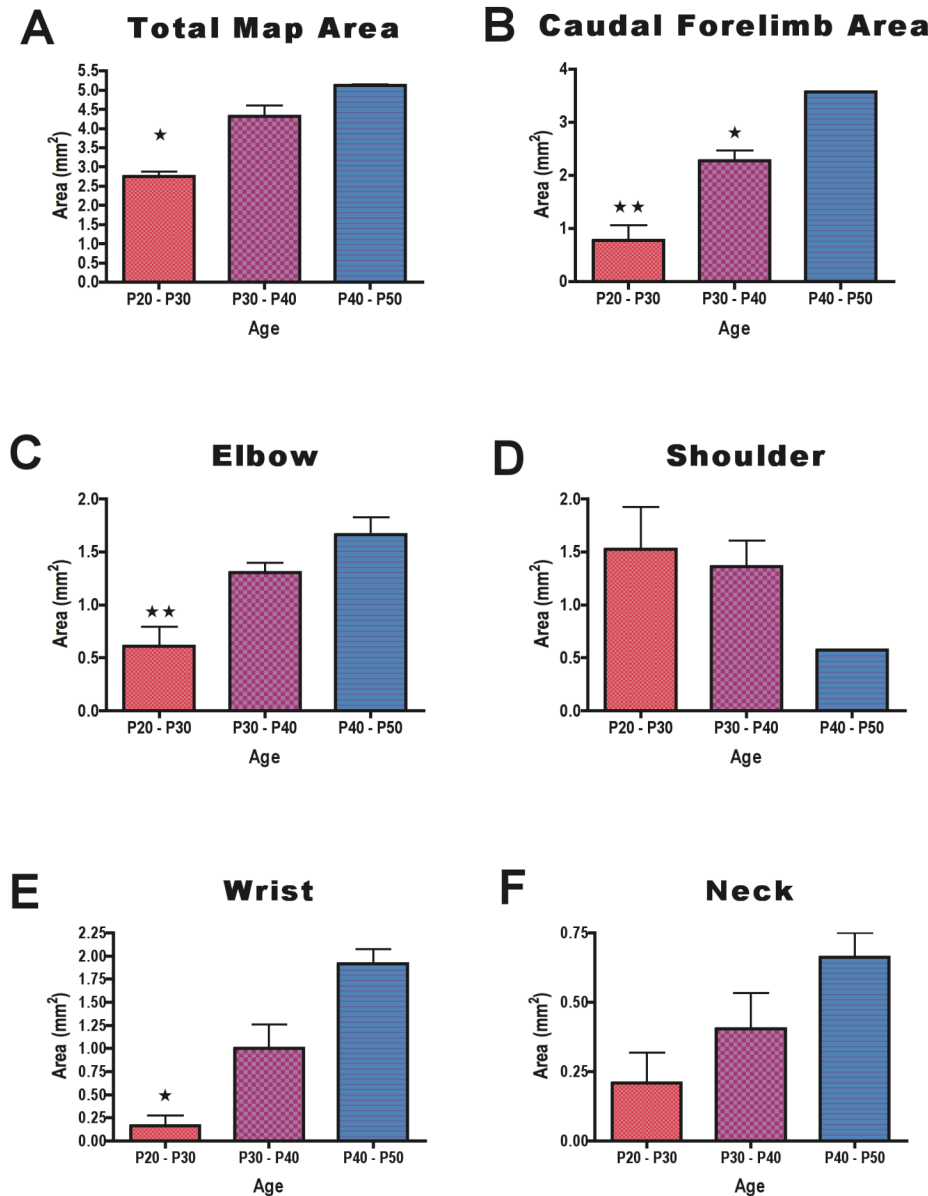 A Total Map Area
5.5
5.0
4.5
4.0
3.5
3.0
2.5
2.0
1.5
1.0
0.5
0.0
Area (mm²)
★
P20 - P30 P30 - P40 P40 - P50
Age
B Caudal Forelimb Area
4
3
2
1
0
Area (mm²)
★★
★
P20 - P30 P30 - P40 P40 - P50
Age
C Elbow
2.0
1.5
1.0
0.5
0.0
Area (mm²)
★★
P20 - P30 P30 - P40 P40 - P50
Age
D Shoulder
2.0
1.5
1.0
0.5
0.0
Area (mm²)
P20 - P30 P30 - P40 P40 - P50
Age
E Wrist
2.25
2.00
1.75
1.50
1.25
1.00
0.75
0.50
0.25
0.00
Area (mm²)
★
P20 - P30 P30 - P40 P40 - P50
Age
F Neck
0.75
0.50
0.25
0.00
Area (mm²)
P20 - P30 P30 - P40 P40 - P50
Age